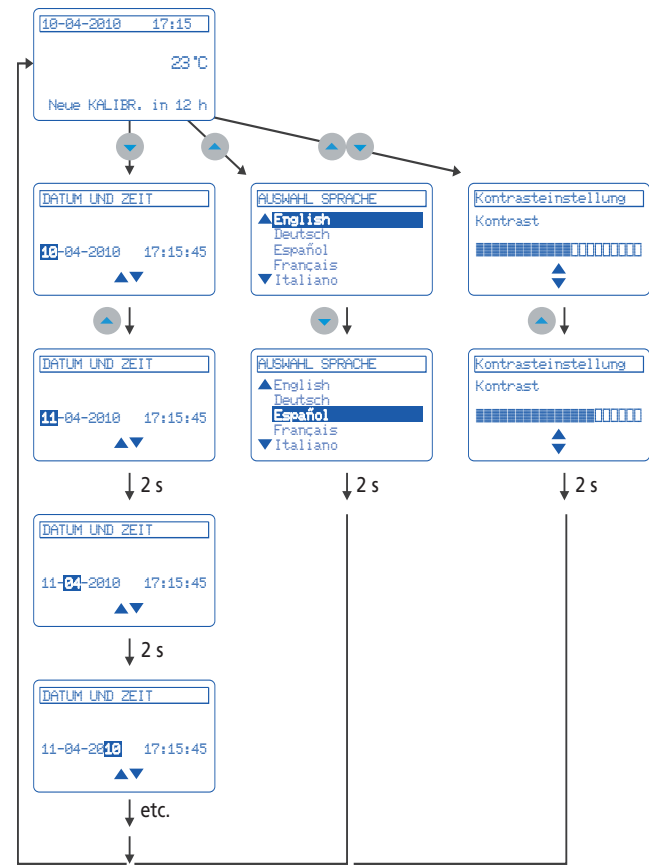 10-04-2010 17:15
23°C
Neue KALIBR. in 12 h
DATUM UND ZEIT
10-04-2010 17:15:45
AUSWAHL SPRACHE
English
Deutsch
Español
Français
Italiano
Kontrasteinstellung
Kontrast
DATUM UND ZEIT
11-04-2010 17:15:45
AUSWAHL SPRACHE
English
Deutsch
Español
Français
Italiano
Kontrasteinstellung
Kontrast
2 s
2 s
2 s
DATUM UND ZEIT
11-04-2010 17:15:45
2 s
DATUM UND ZEIT
11-04-2010 17:15:45
etc.